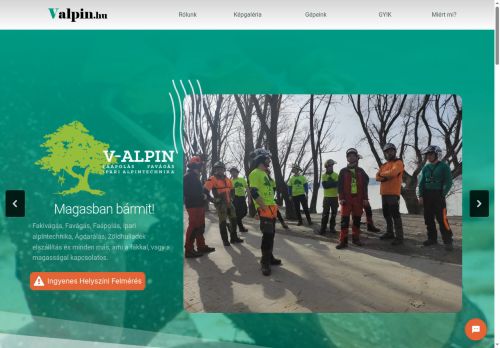 Valpin.hu
Rólunk
Képgaléria
Gépeink
GYIK
Miért mi?
V-ALPIN
FAÁPOLÁS FAVÁGÁS
IPARI ALPINTECHNIKA
Magasban bármit!
Fakivágás, Favágás, Faápolás, ipari
alpintechnika, Ágdarálás, Zöldhulladék
elszállítás és minden más, ami a fákkal, vagy a
magassággal kapcsolatos.
Ingyenes Helyszíni Felmérés